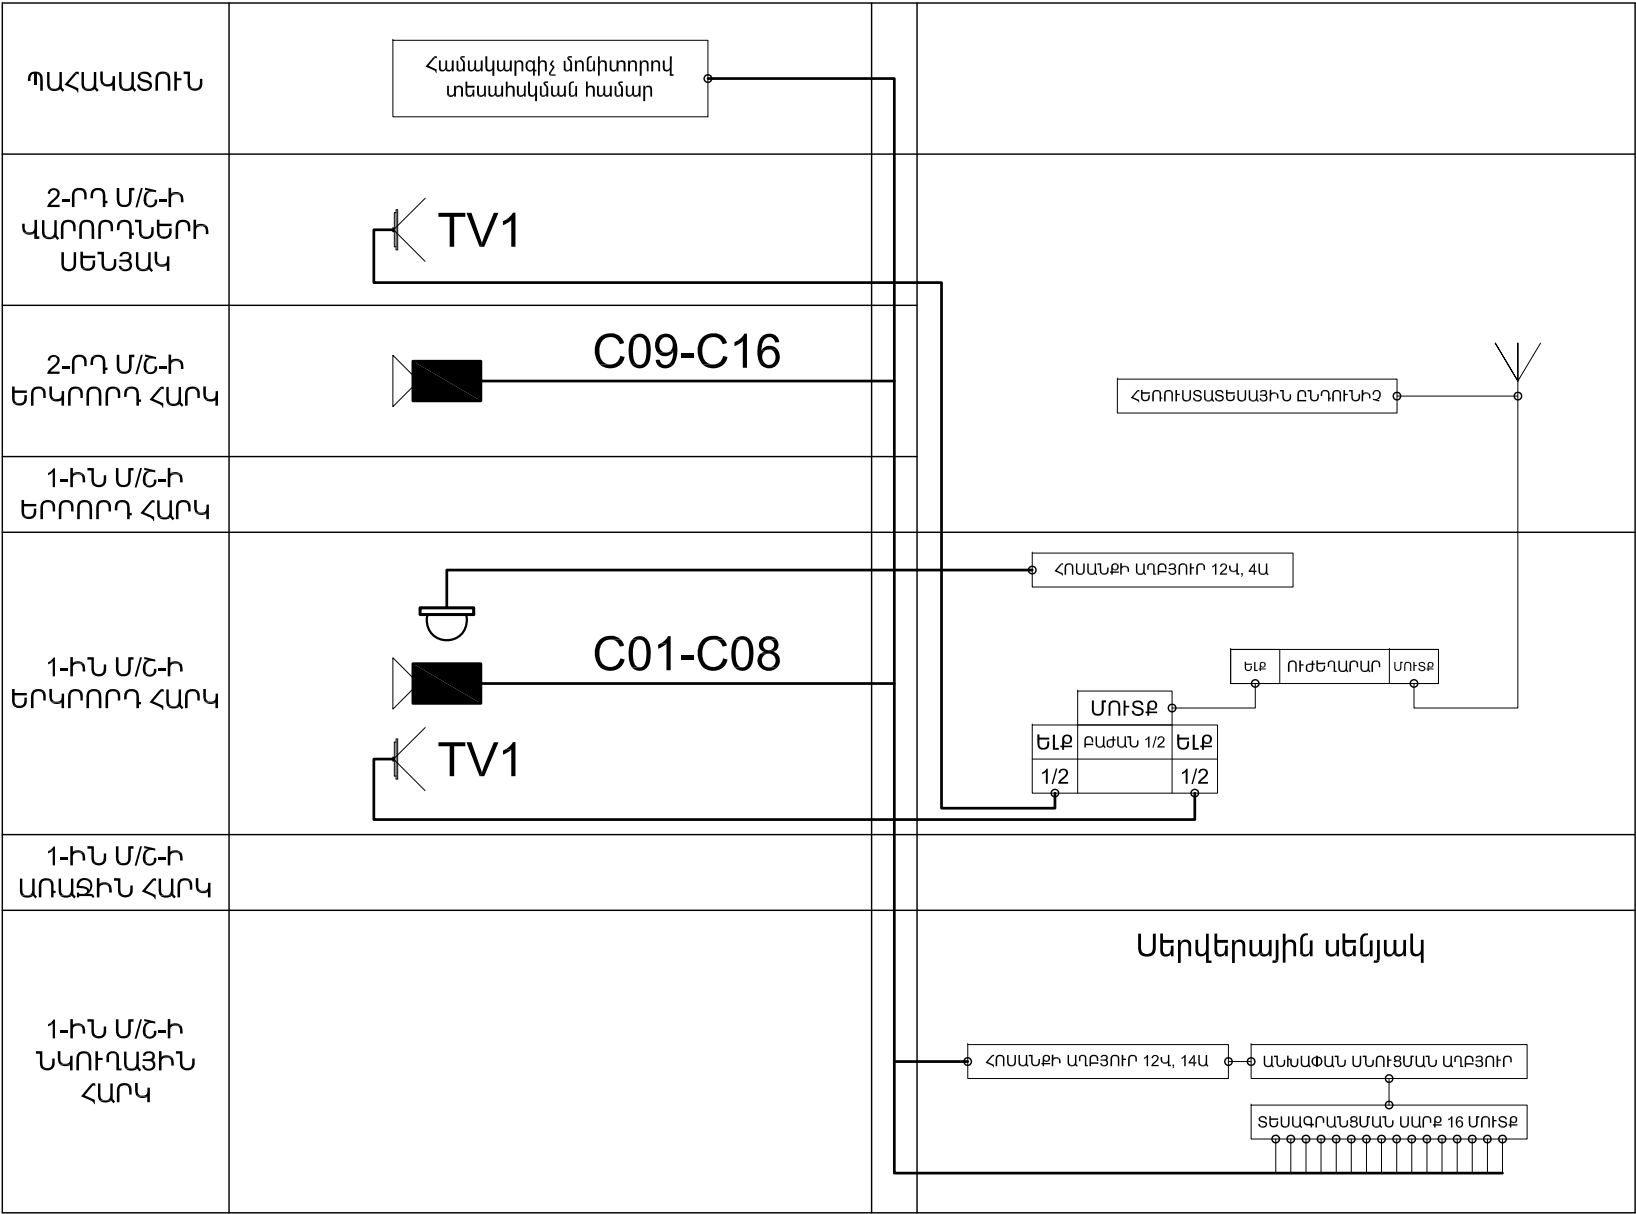 ՊԱՀԱԿԱՏՈՒՆ
Համակարգիչ մոնիտորով
տեսահսկման համար
2-ՐԴ Մ/Շ-Ի
ՎԱՐՈՐԴՆԵՐԻ
ՍԵՆՅԱԿ
TV1
2-ՐԴ Մ/Շ-Ի
ԵՐԿՐՈՐԴ ՀԱՐԿ
C09-C16
ՀԵՌՈՒՍՏԱՏԵՍԱՅԻՆ ԸՆԴՈՒՆԻՉ
1-ԻՆ Մ/Շ-Ի
ԵՐՐՈՐԴ ՀԱՐԿ
1-ԻՆ Մ/Շ-Ի
ԵՐԿՐՈՐԴ ՀԱՐԿ
ՀՈՍԱՆՔԻ ԱՂԲՅՈՒՐ 12Վ, 4Ա
C01-C08
TV1
ԵԼՔ ՈՒԺԵՂԱՐԱՐ ՄՈՒՏՔ
ՄՈՒՏՔ
ԵԼՔ ԲԱԺԱՆ 1/2 ԵԼՔ
1/2 1/2
1-ԻՆ Մ/Շ-Ի
ԱՌԱՋԻՆ ՀԱՐԿ
1-ԻՆ Մ/Շ-Ի
ՆԿՈՒՂԱՅԻՆ
ՀԱՐԿ
Սերվերային սենյակ
ՀՈՍԱՆՔԻ ԱՂԲՅՈՒՐ 12Վ, 14Ա
ԱՆԽԱՓԱՆ ՍՆՈՒՑՄԱՆ ԱՂԲՅՈՒՐ
ՏԵՍԱԳՐԱՆՑՄԱՆ ՍԱՐՔ 16 ՄՈՒՏՔ